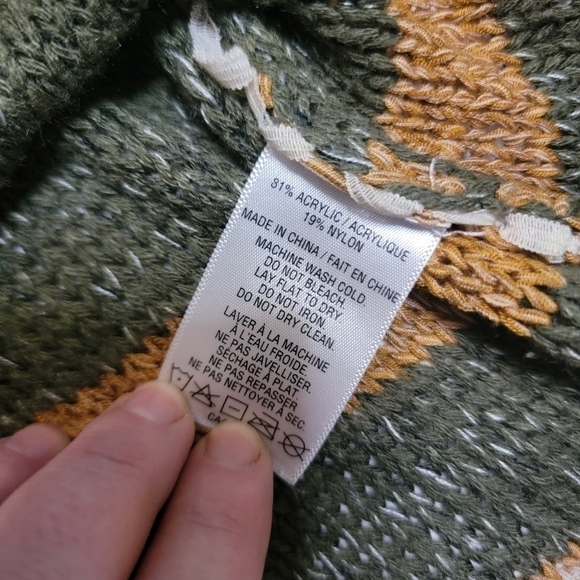 81% ACRYLIC / ACRYLIQUE
19% NYLON
MADE IN CHINA / FAIT EN CHINE
MACHINE WASH COLD
DO NOT BLEACH
LAY FLAT TO DRY
DO NOT IRON.
DO NOT DRY CLEAN.
LAVER À LA MACHINE
À L'EAU FROIDE
NE PAS JAVELLISER.
SÉCHAGE À PLAT.
NE PAS REPASSER
NE PAS NETTOYER À SEC.